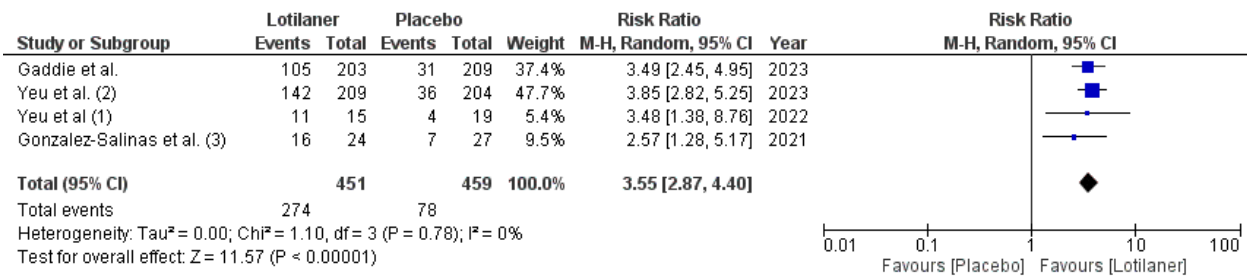 Lotilaner Placebo Risk Ratio Risk Ratio
Study or Subgroup Events Total Events Total Weight M-H, Random, 95% CI Year M-H, Random, 95% CI
Gaddie et al. 105 203 31 209 37.4% 3.49 [2.45, 4.95] 2023
Yeu et al. (2) 142 209 36 204 47.7% 3.85 [2.82, 5.25] 2023
Yeu et al (1) 11 15 4 19 5.4% 3.48 [1.38, 8.76] 2022
Gonzalez-Salinas et al. (3) 16 24 7 27 9.5% 2.57 [1.28, 5.17] 2021
Total (95% CI) 451 459 100.0% 3.55 [2.87, 4.40]
Total events 274 78
Heterogeneity: Tau² = 0.00; Chi² = 1.10, df = 3 (P = 0.78); I² = 0%
Test for overall effect: Z = 11.57 (P < 0.00001)
0.01 0.1 1 10 100
Favours [Placebo] Favours [Lotilaner]